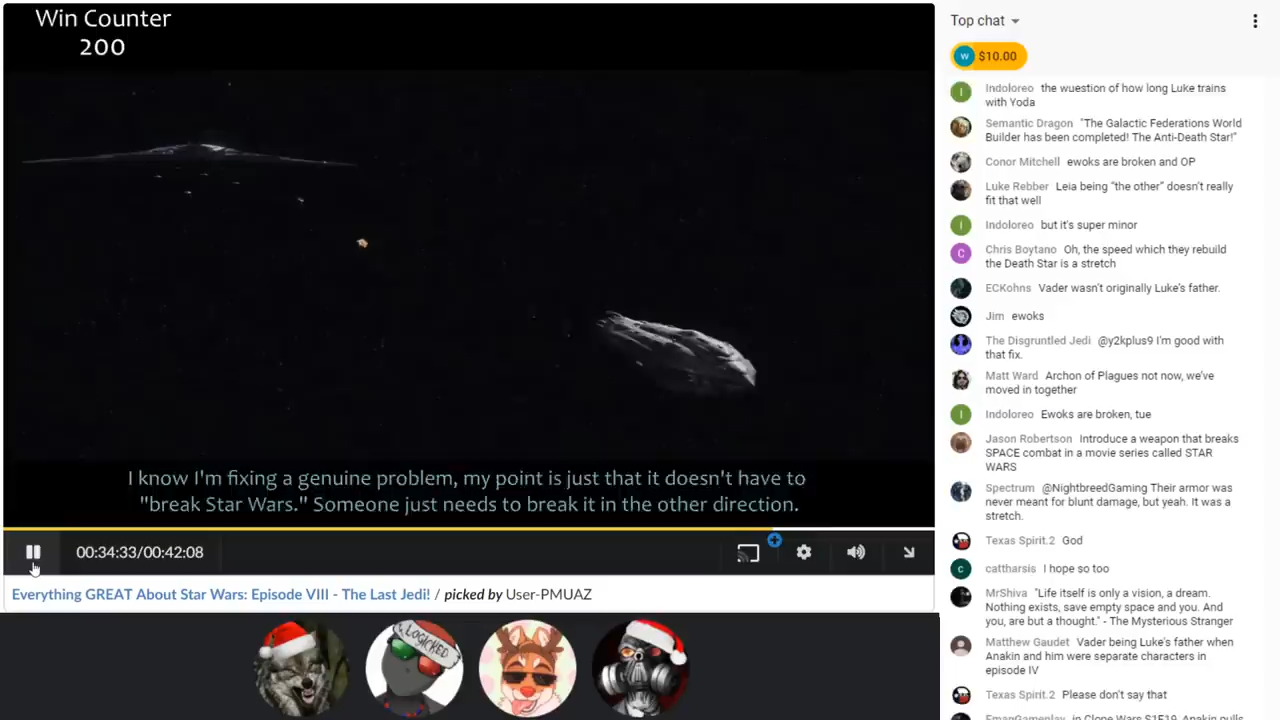 Win Counter
200
I know I'm fixing a genuine problem, my point is just that it doesn't have to
"break Star Wars." Someone just needs to break it in the other direction.
00:34:33/00:42:08
Everything GREAT About Star Wars: Episode VIII - The Last Jedi! / picked by User-PMUAZ
LOGICKED
Top chat
W $10.00
I Indoloreo the wuestion of how long Luke trains
with Yoda
Semantic Dragon "The Galactic Federations World
Builder has been completed! The Anti-Death Star!"
Conor Mitchell ewoks are broken and OP
Luke Rebber Leia being “the other” doesn’t really
fit that well
I Indoloreo but it's super minor
C Chris Boytano Oh, the speed which they rebuild
the Death Star is a stretch
ECKohns Vader wasn’t originally Luke’s father.
Jim ewoks
The Disgruntled Jedi @y2kplus9 I'm good with
that fix.
Matt Ward Archon of Plagues not now, we’ve
moved in together
I Indoloreo Ewoks are broken, tue
Jason Robertson Introduce a weapon that breaks
SPACE combat in a movie series called STAR
WARS
Spectrum @NightbreedGaming Their armor was
never meant for blunt damage, but yeah. It was a
stretch.
Texas Spirit.2 God
c cattharsis I hope so too
MrShiva "Life itself is only a vision, a dream.
Nothing exists, save empty space and you. And
you, are but a thought." - The Mysterious Stranger
Matthew Gaudet Vader being Luke's father when
Anakin and him were separate characters in
episode IV
Texas Spirit.2 Please don't say that
EmanGameplay in Clone Wars S1E19, Anakin pulls